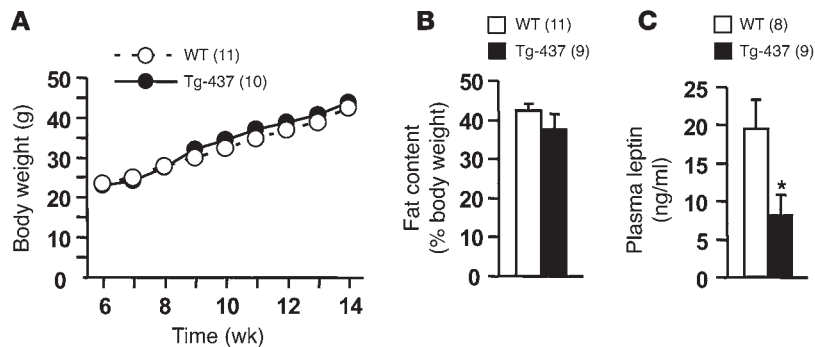 A
WT (11)
Tg-437 (10)
Body weight (g)
50
40
30
20
10
0
6
8
10
12
14
Time (wk)
B
WT (11)
Tg-437 (9)
Fat content
(% body weight)
50
40
30
20
10
0
C
WT (8)
Tg-437 (9)
Plasma leptin
(ng/ml)
25
20
15
10
5
0
*